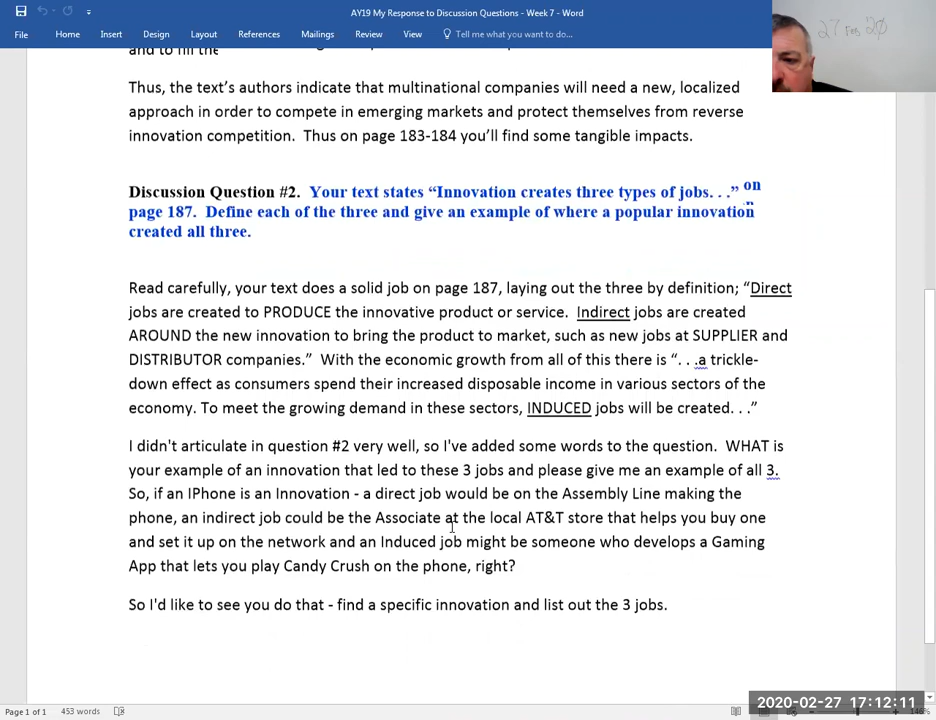 AY19 My Response to Discussion Questions - Week 7 - Word
File Home Insert Design Layout References Mailings Review View Tell me what you want to do...
27 Feb 20
and to fill the
Thus, the text's authors indicate that multinational companies will need a new, localized
approach in order to compete in emerging markets and protect themselves from reverse
innovation competition.  Thus on page 183-184 you'll find some tangible impacts.
Discussion Question #2.  Your text states “Innovation creates three types of jobs. . .” on
page 187.  Define each of the three and give an example of where a popular innovation
created all three.
Read carefully, your text does a solid job on page 187, laying out the three by definition; “Direct
jobs are created to PRODUCE the innovative product or service.  Indirect jobs are created
AROUND the new innovation to bring the product to market, such as new jobs at SUPPLIER and
DISTRIBUTOR companies.”  With the economic growth from all of this there is “. . .a trickle-
down effect as consumers spend their increased disposable income in various sectors of the
economy. To meet the growing demand in these sectors, INDUCED jobs will be created. . .”
I didn't articulate in question #2 very well, so I've added some words to the question.  WHAT is
your example of an innovation that led to these 3 jobs and please give me an example of all 3.
So, if an IPhone is an Innovation - a direct job would be on the Assembly Line making the
phone, an indirect job could be the Associate at the local AT&T store that helps you buy one
and set it up on the network and an Induced job might be someone who develops a Gaming
App that lets you play Candy Crush on the phone, right?
So I'd like to see you do that - find a specific innovation and list out the 3 jobs.
Page 1 of 1 453 words
2020-02-27 17:12:11
146%